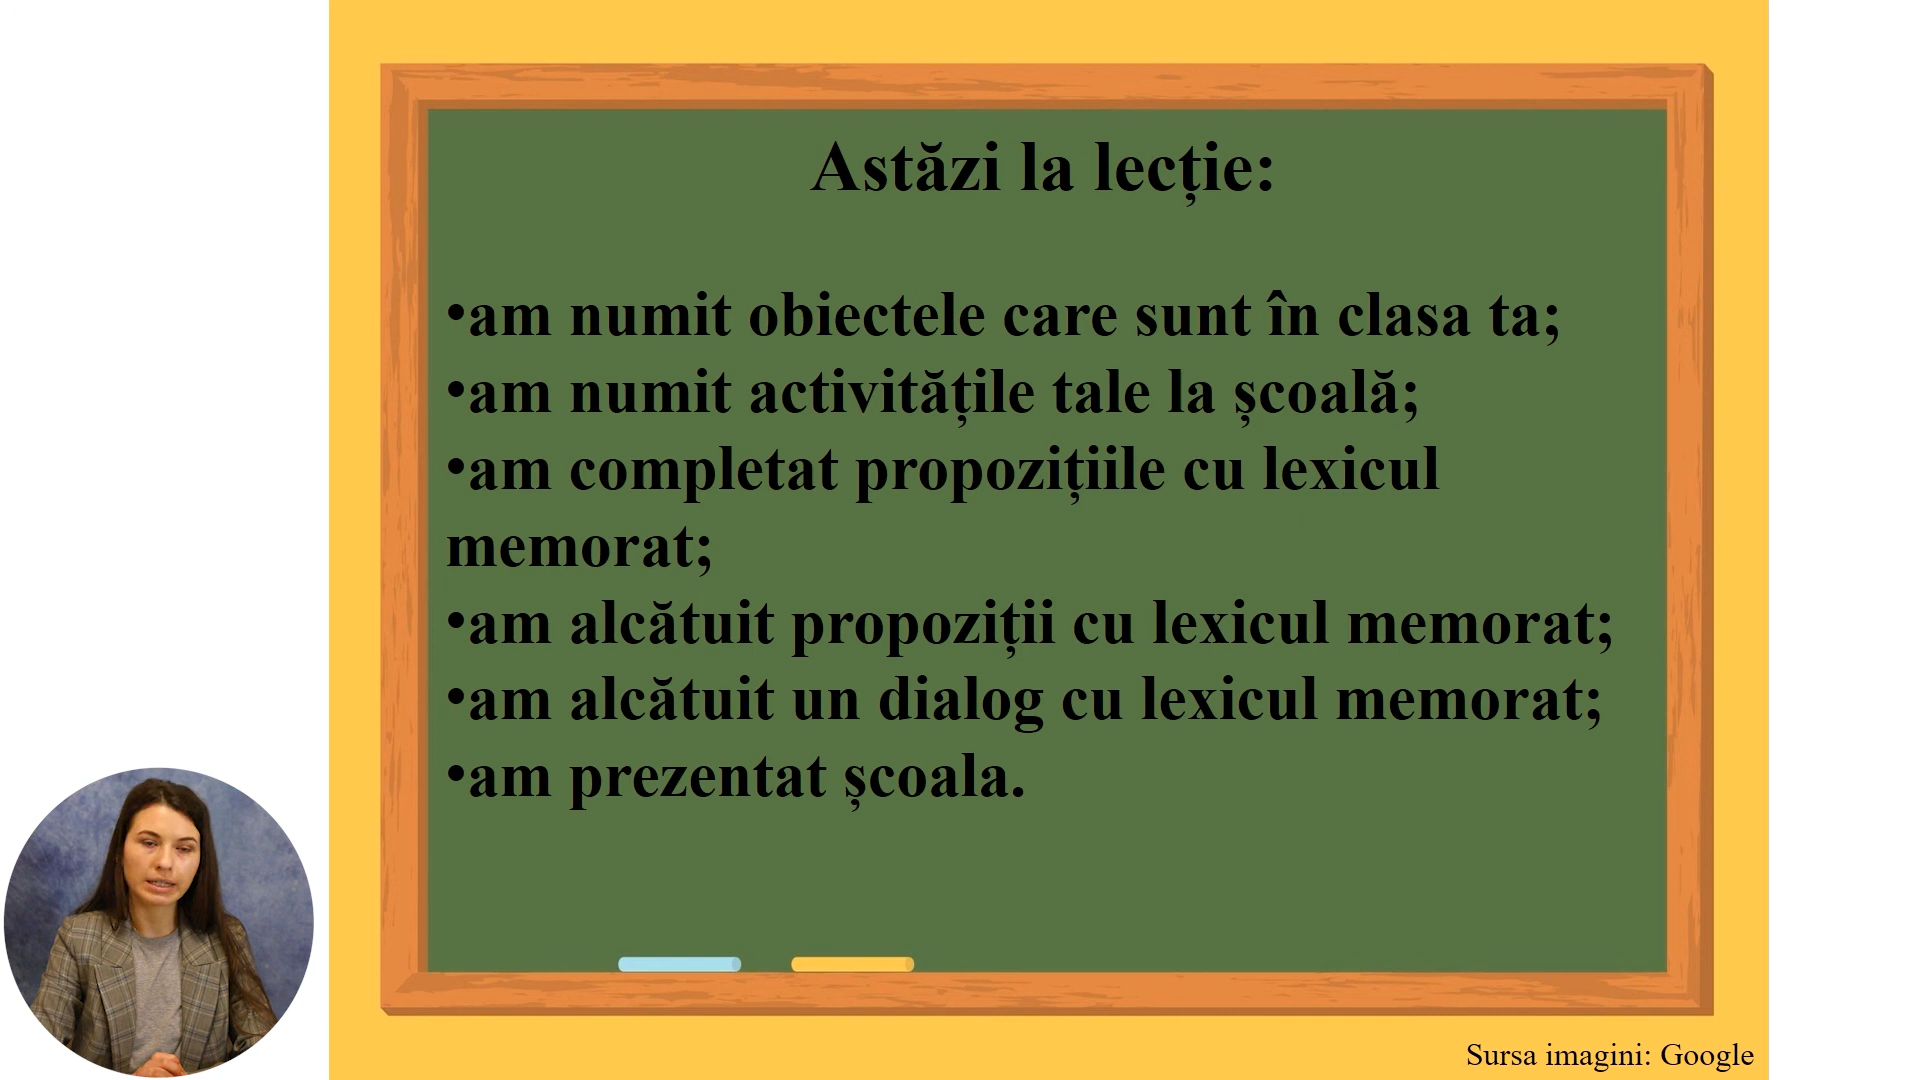 Astăzi la lecție:
•am numit obiectele care sunt în clasa ta;
•am numit activitățile tale la școală;
•am completat propozițiile cu lexicul
memorat;
•am alcătuit propoziții cu lexicul memorat;
•am alcătuit un dialog cu lexicul memorat;
•am prezentat școala.
Sursa imagini: Google